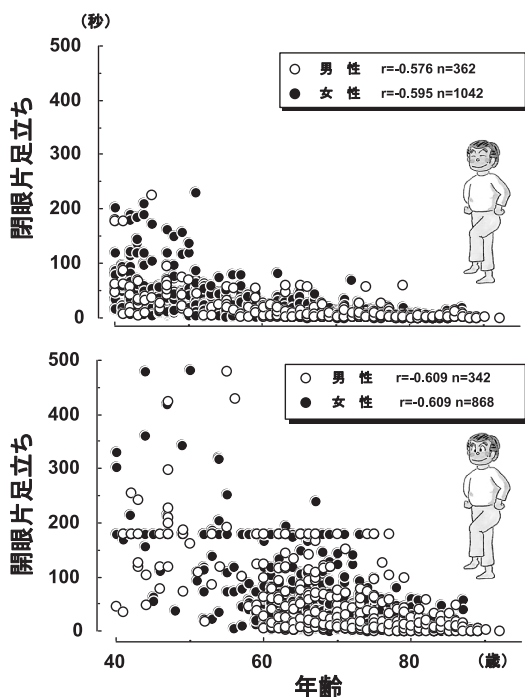 (秒)
500
400
300
200
100
0
閉眼片足立ち
男 性 r=-0.576 n=362
女 性 r=-0.595 n=1042
500
400
300
200
100
0
開眼片足立ち
男 性 r=-0.609 n=342
女 性 r=-0.609 n=868
40 60 80 (歳)
年齢